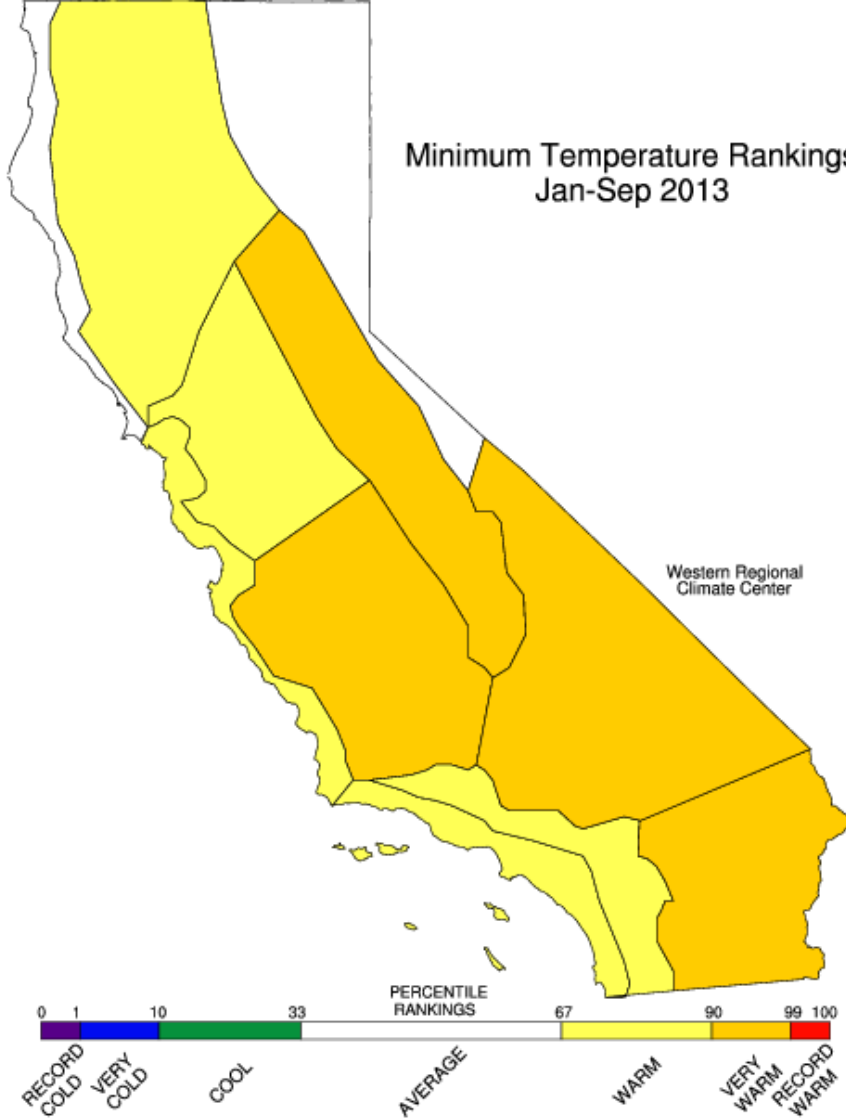 Minimum Temperature Rankings
Jan-Sep 2013
Western Regional
Climate Center
PERCENTILE
RANKINGS
0 1 10 33 67 90 99 100
RECORD
COLD
VERY
COLD
COOL
AVERAGE
WARM
VERY
WARM
RECORD
WARM